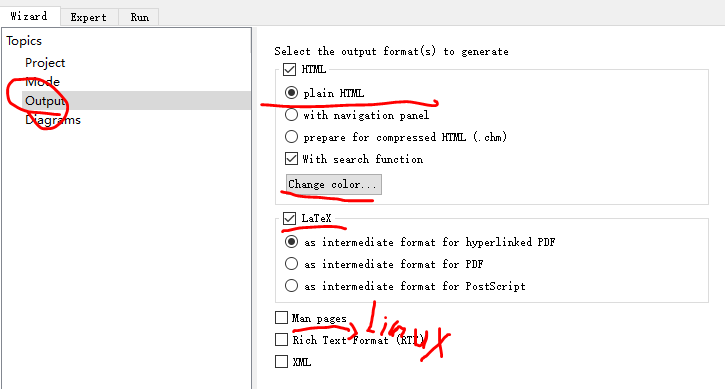 Wizard Expert Run
Topics
Project
Mode
Output
Diagrams
Select the output format(s) to generate
HTML
plain HTML
with navigation panel
prepare for compressed HTML (.chm)
With search function
Change color...
LaTeX
as intermediate format for hyperlinked PDF
as intermediate format for PDF
as intermediate format for PostScript
Man pages
Linux
Rich Text Format (RTF)
XML